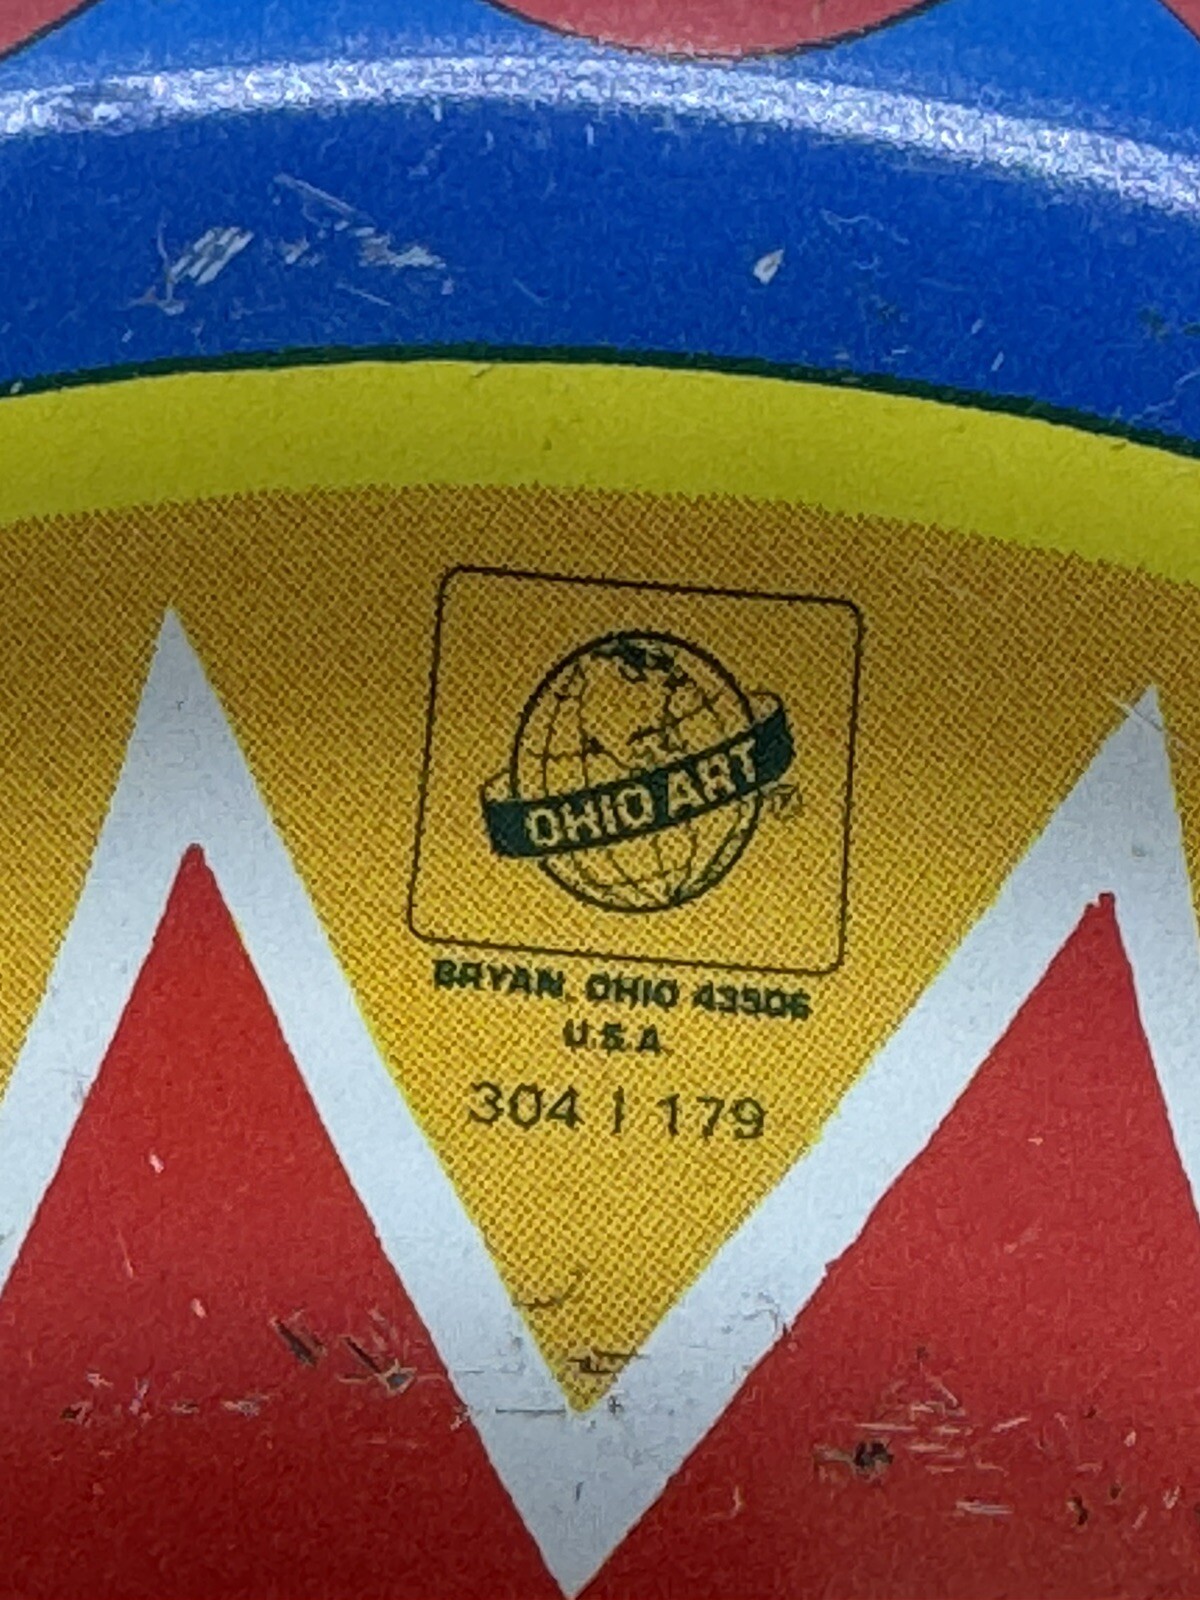 OHIO ART
®
BRYAN, OHIO 43506
U.S.A.
304 | 179